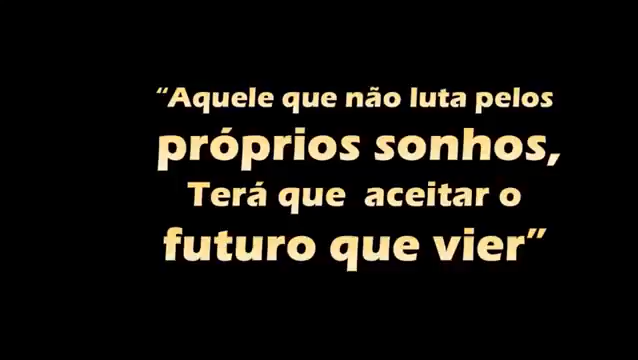 “Aquele que não luta pelos
próprios sonhos,
Terá que aceitar o
futuro que vier”